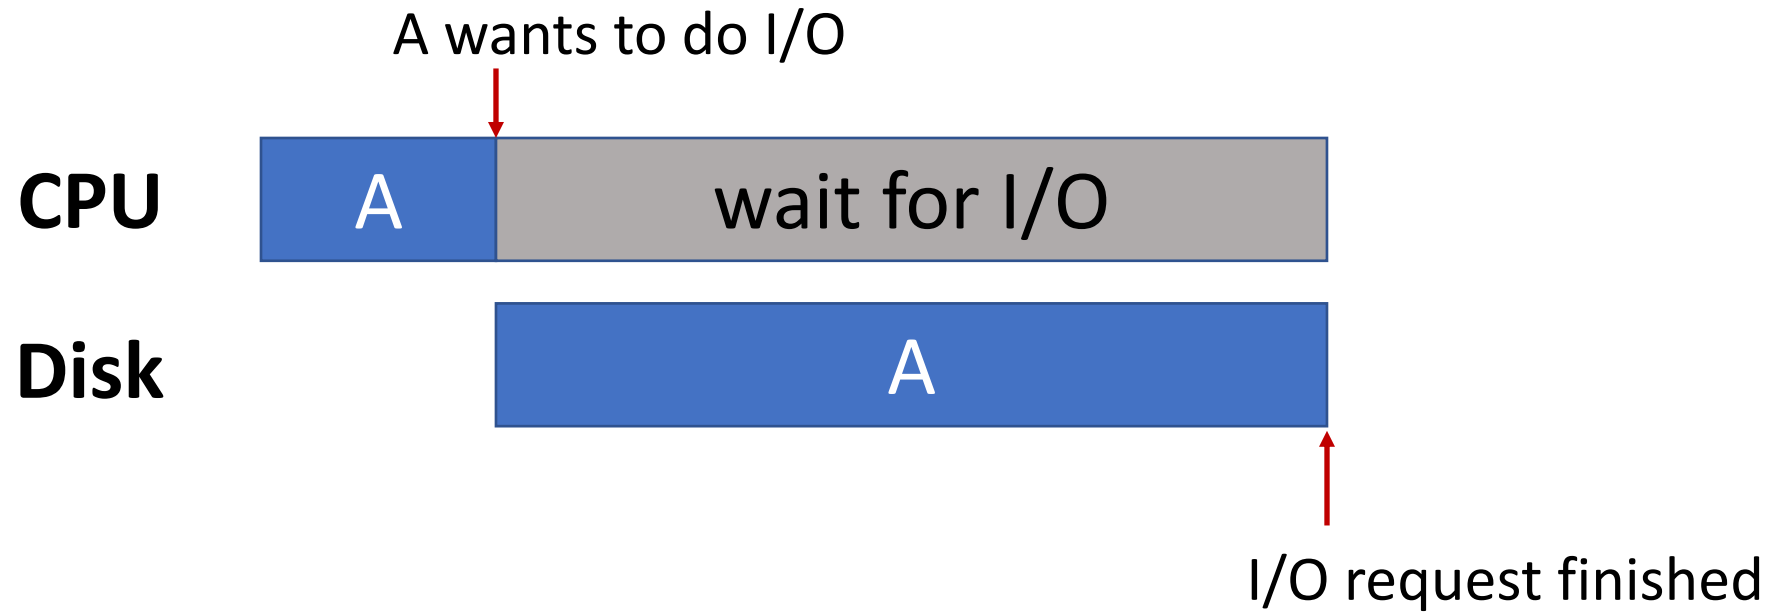 A wants to do I/O
CPU
A
wait for I/O
Disk
A
I/O request finished